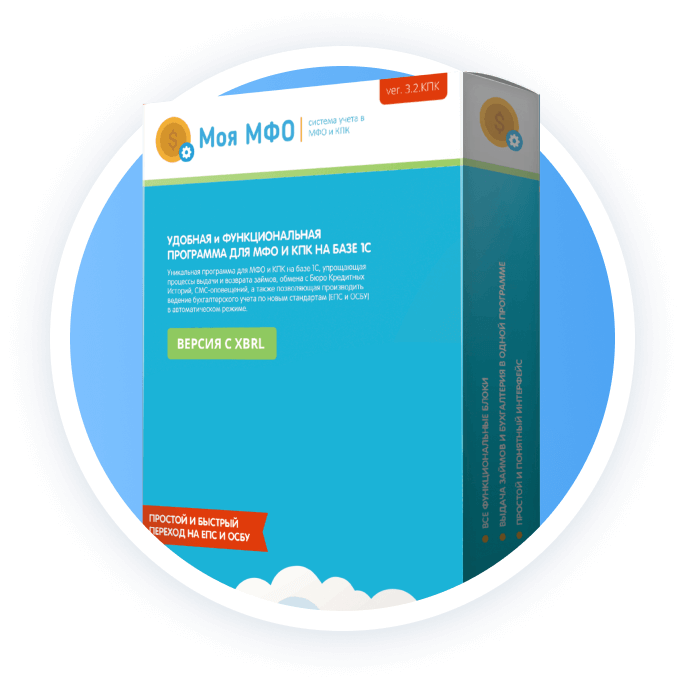 ver. 3.2.КПК
$
Моя МФО
система учета в
МФО и КПК
УДОБНАЯ и ФУНКЦИОНАЛЬНАЯ
ПРОГРАММА ДЛЯ МФО И КПК НА БАЗЕ 1С
Уникальная программа для МФО и КПК на базе 1С, упрощающая
процессы выдачи и возврата займов, обмена с Бюро Кредитных
Историй, СМС-оповещений, а также позволяющая производить
ведение бухгалтерского учета по новым стандартам (ЕПС и ОСБУ)
в автоматическом режиме.
ВЕРСИЯ С XBRL
ПРОСТОЙ И БЫСТРЫЙ
ПЕРЕХОД НА ЕПС И ОСБУ
$
ВСЕ ФУНКЦИОНАЛЬНЫЕ БЛОКИ
ВЫДАЧА ЗАЙМОВ И БУХГАЛТЕРИЯ В ОДНОЙ ПРОГРАММЕ
ПРОСТОЙ И ПОНЯТНЫЙ ИНТЕРФЕЙС